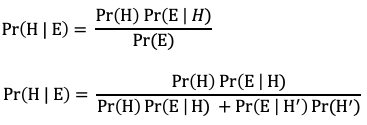 Pr(H | E) = Pr(H) Pr(E | H) / Pr(E)
Pr(H | E) = Pr(H) Pr(E | H) / Pr(H) Pr(E | H) + Pr(E | H′) Pr(H′)